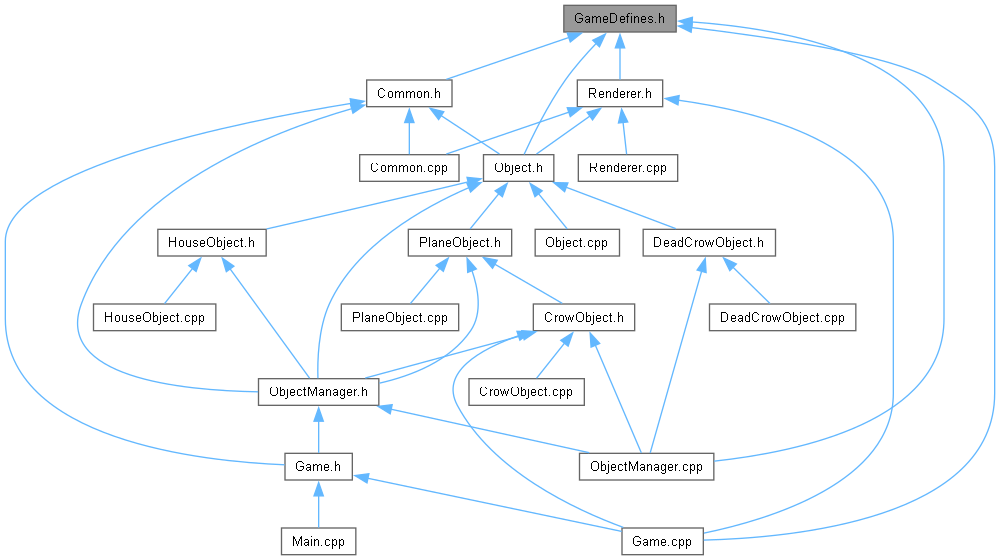 GameDefines.h
Common.h
Renderer.h
Common.cpp
Object.h
Renderer.cpp
HouseObject.h
PlaneObject.h
Object.cpp
DeadCrowObject.h
HouseObject.cpp
PlaneObject.cpp
CrowObject.h
DeadCrowObject.cpp
ObjectManager.h
CrowObject.cpp
Game.h
ObjectManager.cpp
Main.cpp
Game.cpp